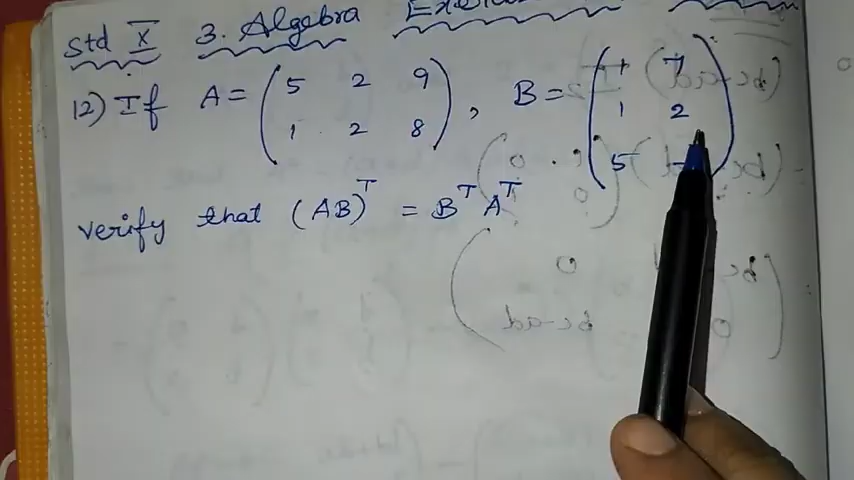 Std X 3. Algebra
12) If A = ( 5 2 9 ), B = ( 1 7 )
1 2 8 1 2
5
verify that (AB)^T = B^T A^T